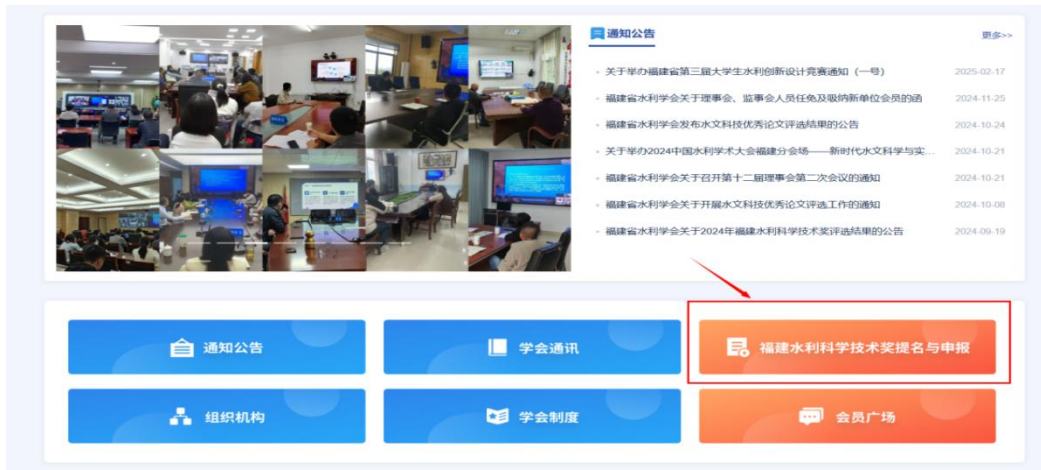 通知公告
更多>>
关于举办福建省第三届大学生水利创新设计竞赛通知（一号） 2025-02-17
福建省水利学会关于理事会、监事会人员任免及吸纳新单位会员的函 2024-11-25
福建省水利学会发布水文科技优秀论文评选结果的公告 2024-10-24
关于举办2024中国水利学术大会福建分会场——新时代水文科学与实... 2024-10-21
福建省水利学会关于召开第十二届理事会第二次会议的通知 2024-10-21
福建省水利学会关于开展水文科技优秀论文评选工作的通知 2024-10-08
福建省水利学会关于2024年福建水利科学技术奖评选结果的公告 2024-09-19
通知公告
学会通讯
福建水利科学技术奖提名与申报
组织机构
学会制度
会员广场